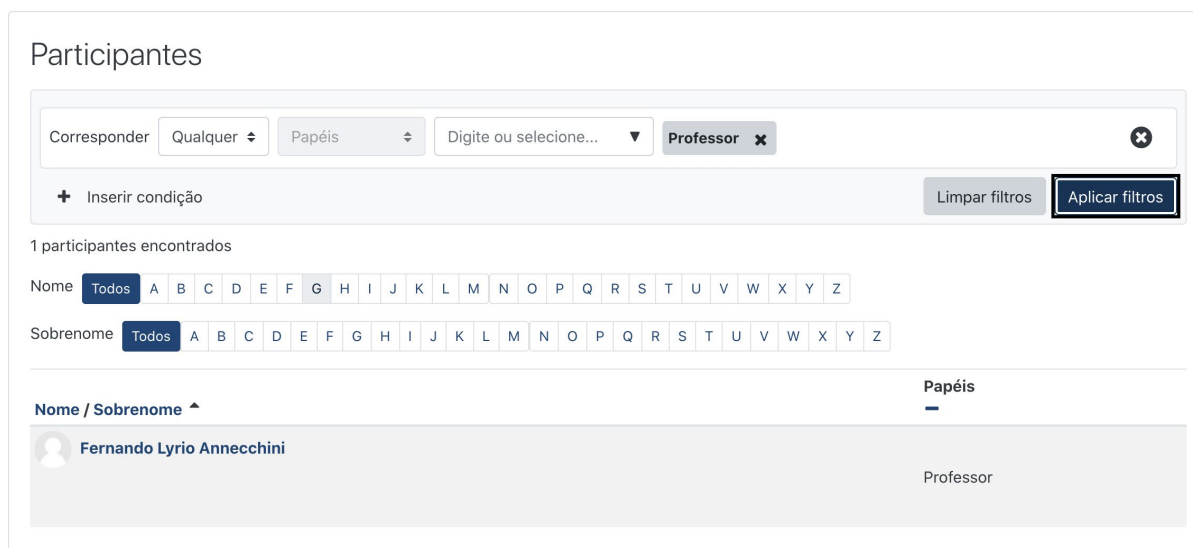 Participantes
Corresponder Qualquer Papéis Digite ou selecione... Professor
Inserir condição Limpar filtros Aplicar filtros
1 participantes encontrados
Nome Todos A B C D E F G H I J K L M N O P Q R S T U V W X Y Z
Sobrenome Todos A B C D E F G H I J K L M N O P Q R S T U V W X Y Z
Papéis
Nome / Sobrenome
Fernando Lyrio Annecchini
Professor